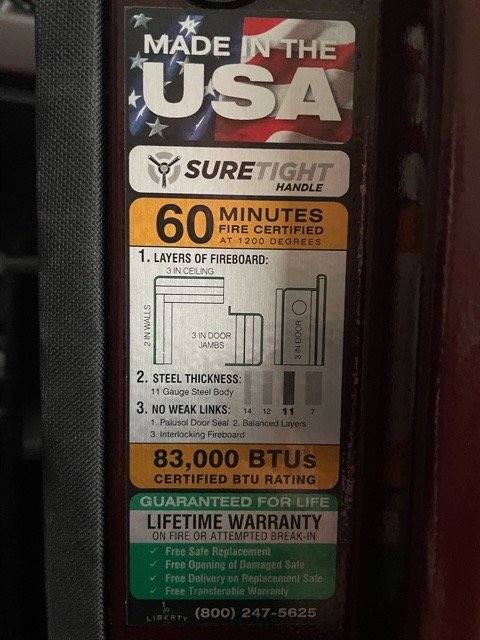 MADE IN THE
USA
SURETIGHT
HANDLE
60 MINUTES
FIRE CERTIFIED
AT 1200 DEGREES
1. LAYERS OF FIREBOARD:
3 IN CEILING
2 IN WALLS
3 IN DOOR
JAMBS
3 IN DOOR
2. STEEL THICKNESS:
11 Gauge Steel Body
14 12 11 7
3. NO WEAK LINKS:
1. Palusol Door Seal 2. Balanced Layers
3. Interlocking Fireboard
83,000 BTUs
CERTIFIED BTU RATING
GUARANTEED FOR LIFE
LIFETIME WARRANTY
ON FIRE OR ATTEMPTED BREAK-IN
✓ Free Safe Replacement
✓ Free Opening of Damaged Safe
✓ Free Delivery on Replacement Safe
✓ Free Transferable Warranty
LIBERTY (800) 247-5625